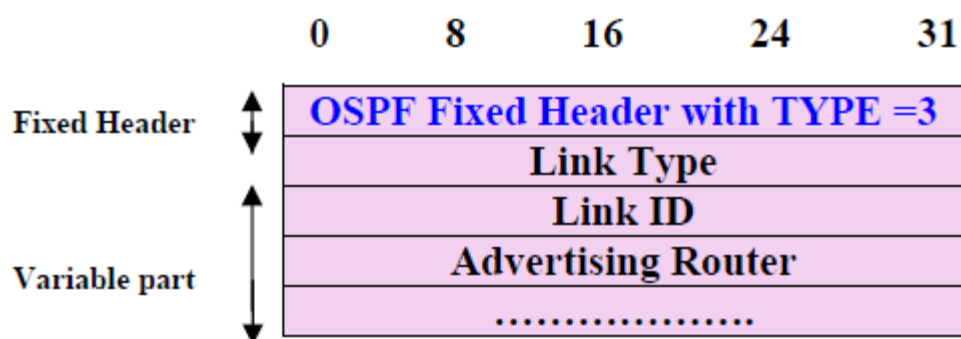 0 8 16 24 31
Fixed Header
OSPF Fixed Header with TYPE =3
Link Type
Link ID
Advertising Router
Variable part
………………..